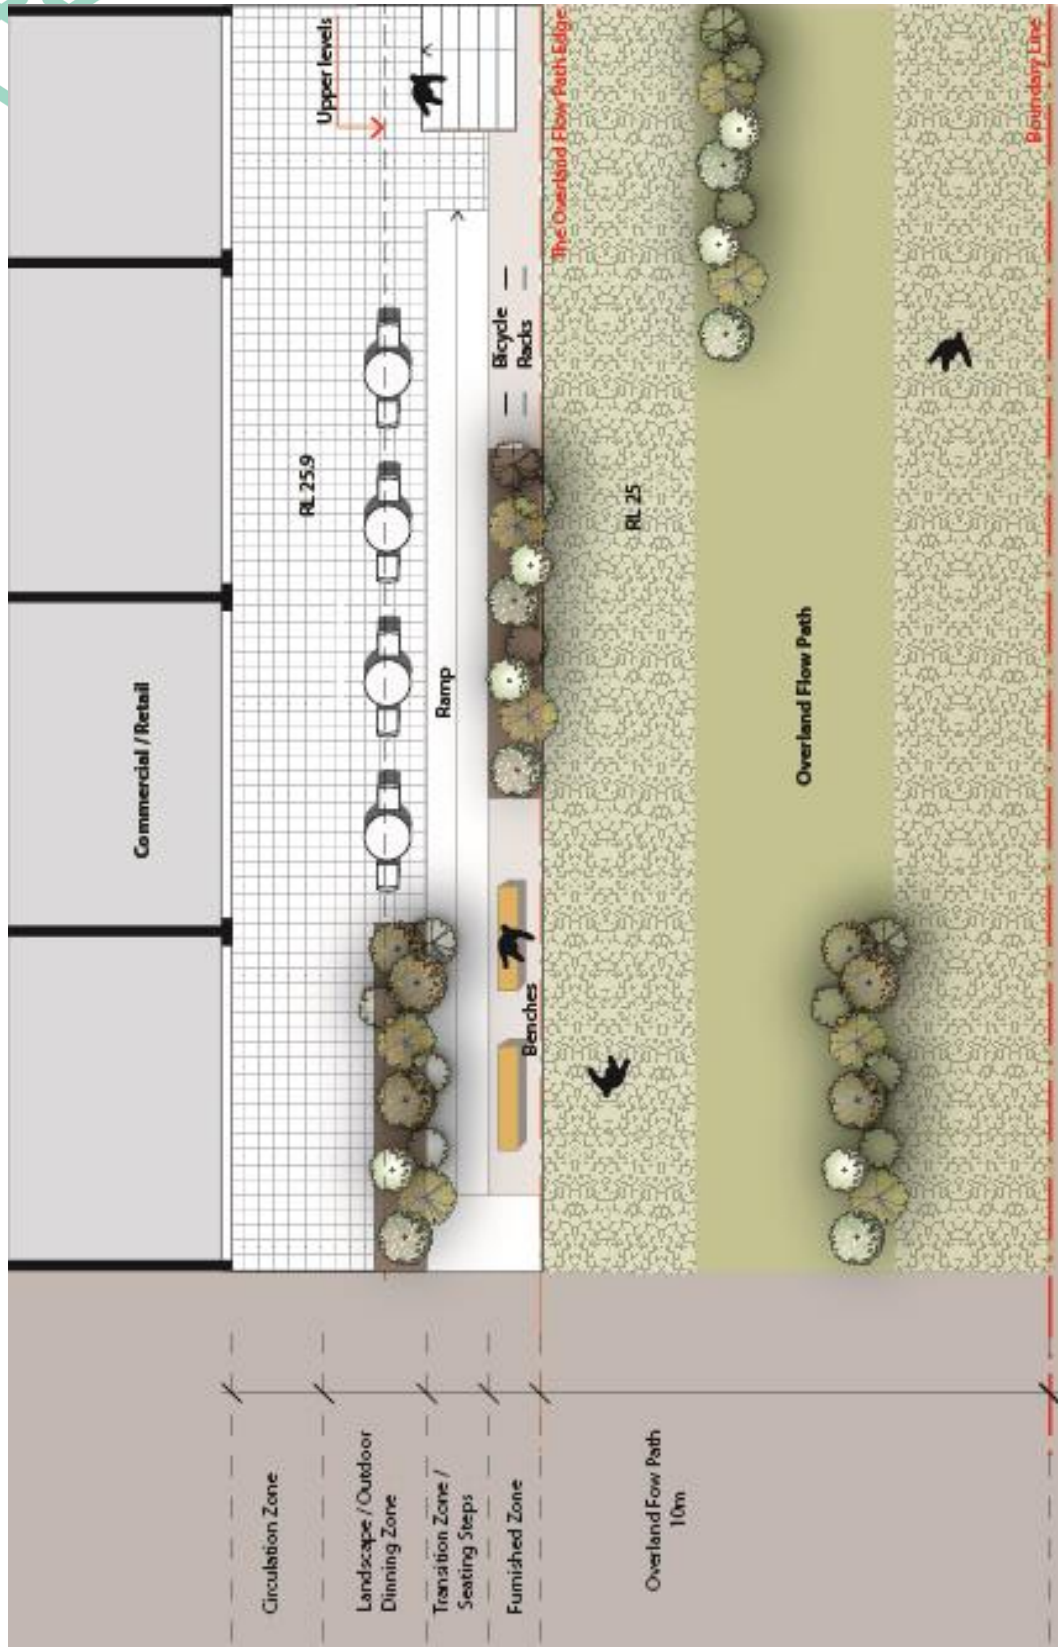 Upper levels
The Overland Flow Path Edge
Boundary Line
Bicycle
Racks
RL 25.9
RL 25
Commercial / Retail
Ramp
Overland Flow Path
Benches
Circulation Zone
Landscape / Outdoor
Dinning Zone
Transition Zone /
Seating Steps
Furnished Zone
Overland Fow Path
10m